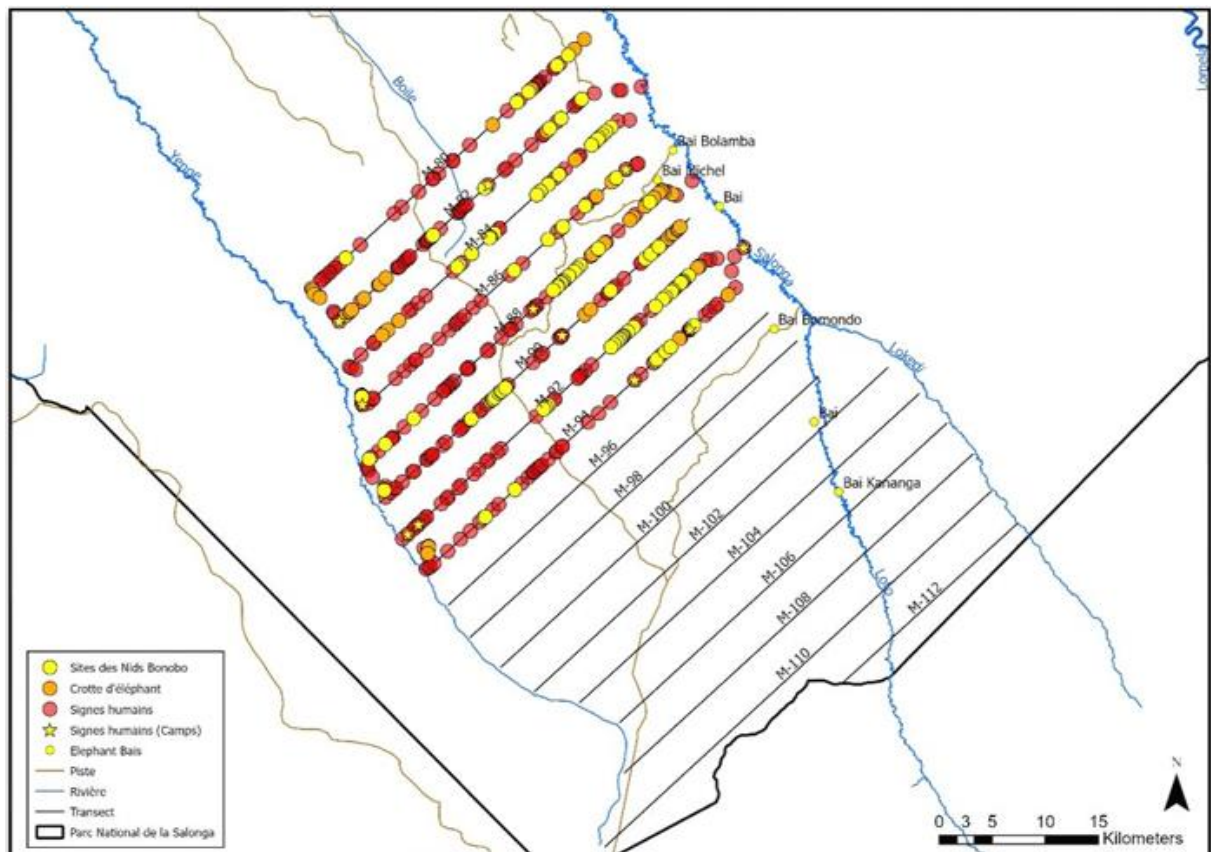 Lomela
Boile
Yenge
Bai Bolamba
M-80
Bai Michel
M-82
Bai
M-84
Salonga
M-86
M-88
Bai Bomondo
M-90
Lokedi
M-92
M-94
Bai
M-96
M-98
Bai Kananga
M-100
M-102
M-104
M-106
Loko
M-112
M-108
M-110
Sites des Nids Bonobo
Crotte d'éléphant
Signes humains
Signes humains (Camps)
Elephant Bais
Piste
Rivière
Transect
Parc National de la Salonga
N
0 3 5 10 15
Kilometers